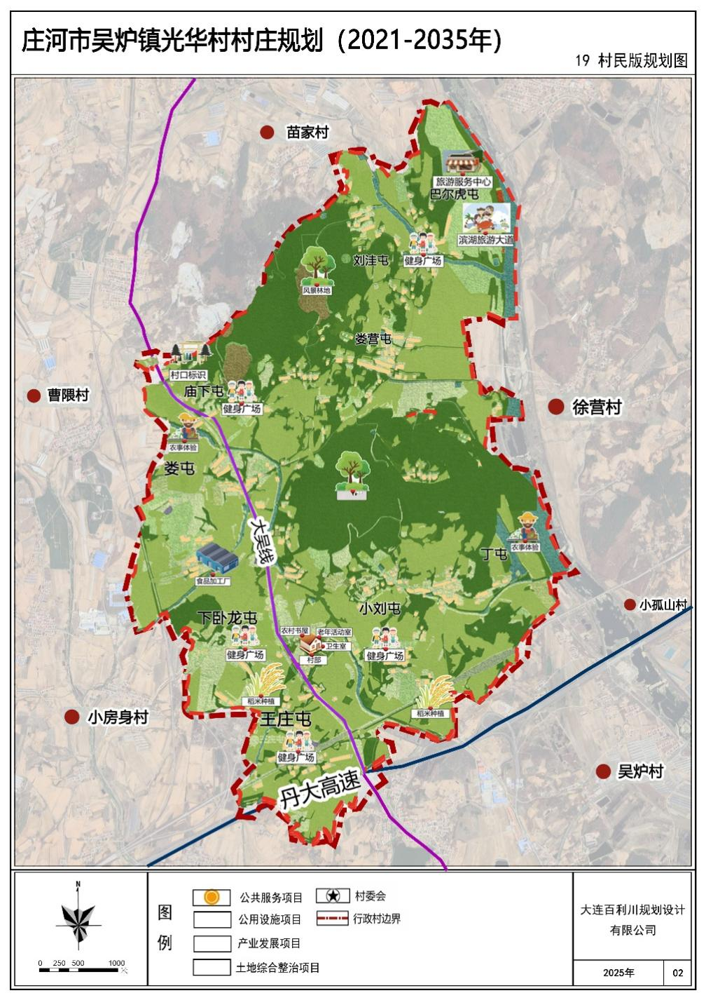 庄河市吴炉镇光华村村庄规划（2021-2035年）
19 村民版规划图
苗家村
旅游服务中心
巴尔虎屯
滨湖旅游大道
刘洼屯
健身广场
风景林地
娄营屯
村口标识
庙下屯
健身广场
曹隈村
徐营村
农事体验
娄屯
大吴线
农事体验
丁屯
食品加工厂
小孤山村
下卧龙屯
小刘屯
农村书屋
老年活动室
卫生室
村部
健身广场
健身广场
稻米种植
稻米种植
小房身村
王庄屯
健身广场
吴炉村
丹大高速
N
0 250 500 1000
米
图例
公共服务项目
村委会
公用设施项目
行政村边界
产业发展项目
土地综合整治项目
大连百利川规划设计
有限公司
2025年
02